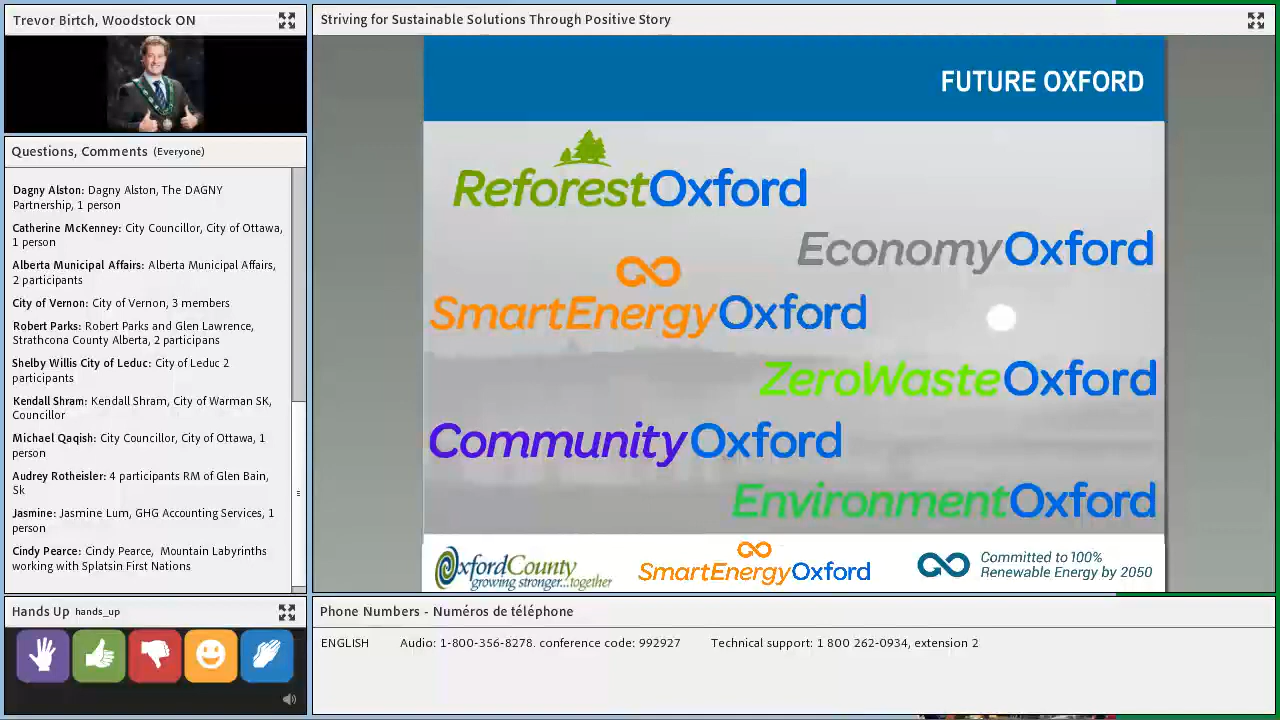 Trevor Birtch, Woodstock ON
Striving for Sustainable Solutions Through Positive Story
Questions, Comments (Everyone)
Dagny Alston: Dagny Alston, The DAGNY
Partnership, 1 person
Catherine McKenney: City Councillor, City of Ottawa,
1 person
Alberta Municipal Affairs: Alberta Municipal Affairs,
2 participants
City of Vernon: City of Vernon, 3 members
Robert Parks: Robert Parks and Glen Lawrence,
Strathcona County Alberta, 2 particpans
Shelby Willis City of Leduc: City of Leduc 2
participants
Kendall Shram: Kendall Shram, City of Warman SK,
Councillor
Michael Qaqish: City Councillor, City of Ottawa, 1
person
Audrey Rotheisler: 4 participants RM of Glen Bain,
Sk
Jasmine: Jasmine Lum, GHG Accounting Services, 1
person
Cindy Pearce: Cindy Pearce, Mountain Labyrinths
working with Splatsin First Nations
FUTURE OXFORD
ReforestOxford
EconomyOxford
SmartEnergyOxford
ZeroWasteOxford
CommunityOxford
EnvironmentOxford
OxfordCounty
growing stronger...together
SmartEnergyOxford
Committed to 100%
Renewable Energy by 2050
Hands Up hands_up
Phone Numbers - Numéros de téléphone
ENGLISH Audio: 1-800-356-8278. conference code: 992927 Technical support: 1 800 262-0934, extension 2